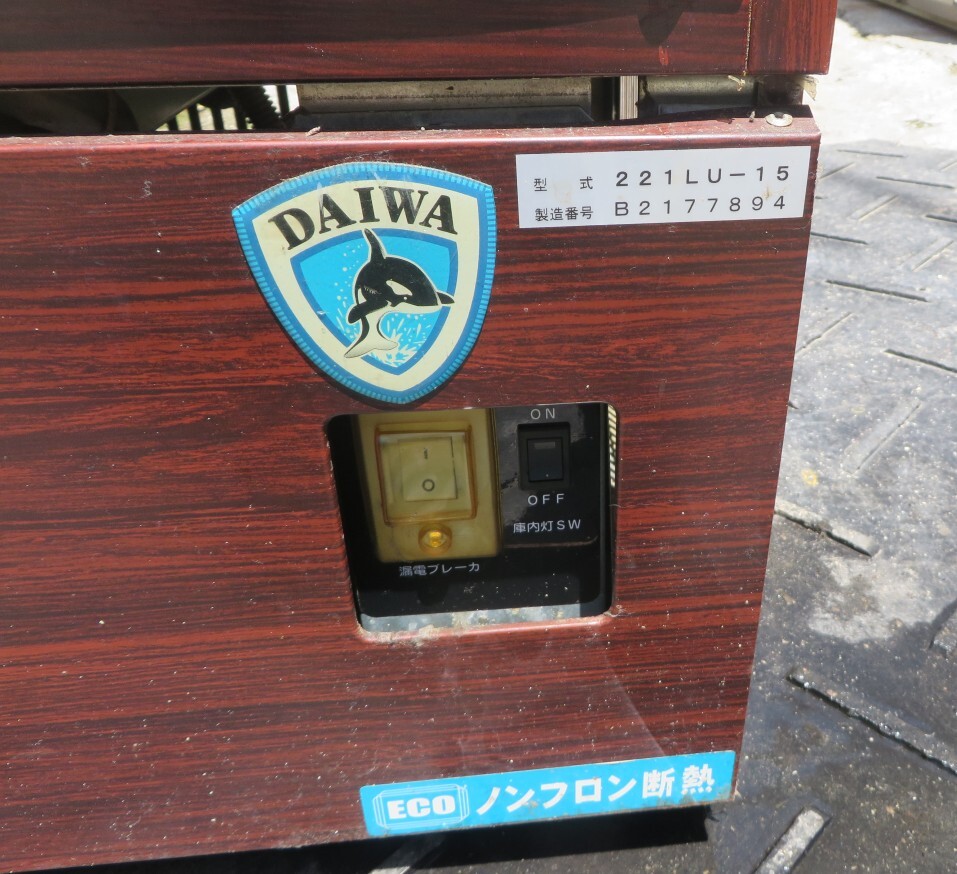 DAIWA
型 式 221LU-15
製造番号 B2177894
ON
I
O
OFF
庫内灯SW
漏電ブレーカ
ECO ノンフロン断熱